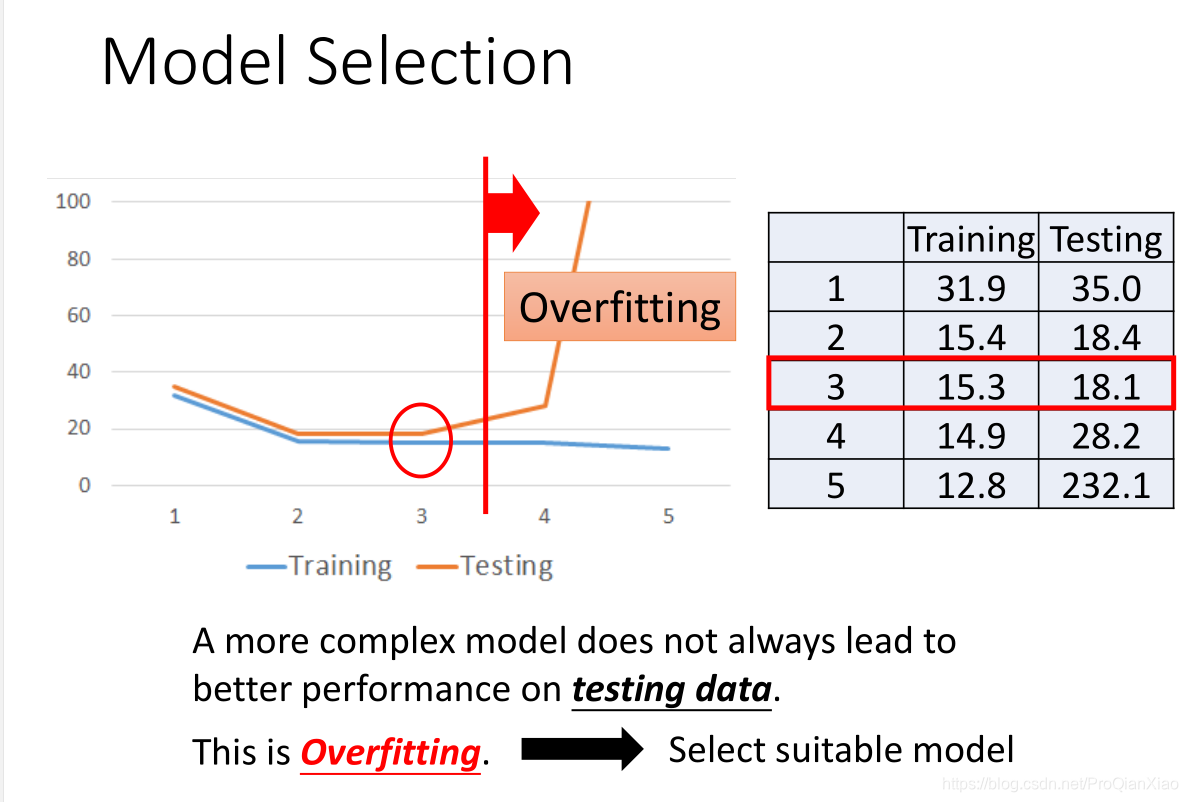 Model Selection
100
80
60
40
20
0
1 2 3 4 5
Overfitting
Training Testing
Training Testing
1 31.9 35.0
2 15.4 18.4
3 15.3 18.1
4 14.9 28.2
5 12.8 232.1
A more complex model does not always lead to
better performance on testing data.
This is Overfitting. Select suitable model
https://blog.csdn.net/ProQianXiao